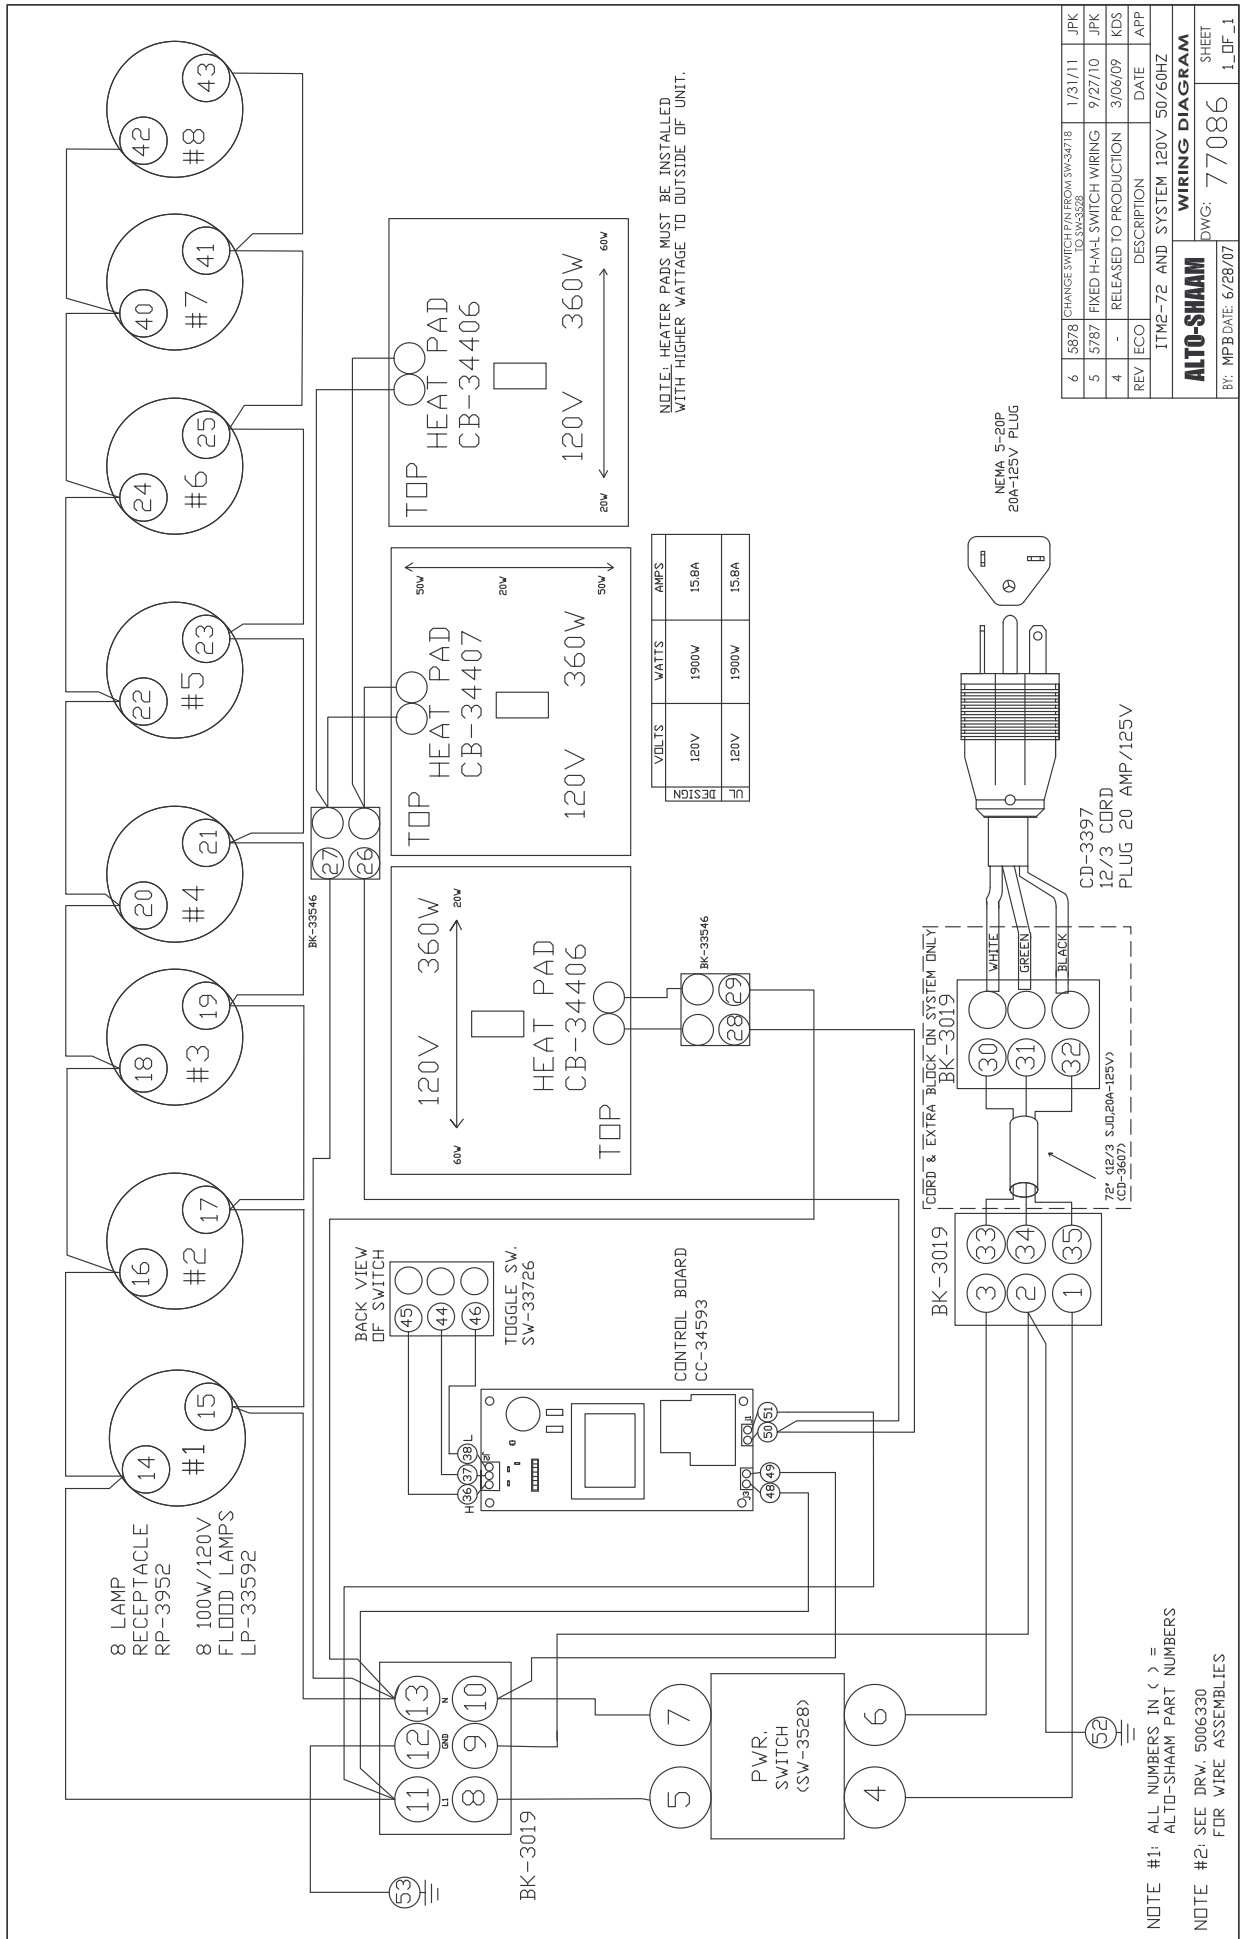 8 LAMP
RECEPTACLE
RP-3952
8 100W/120V
FLOOD LAMPS
LP-33592
14
15
#1
16
17
#2
18
19
#3
20
21
#4
22
23
#5
24
25
#6
40
41
#7
42
43
#8
BK-33546
27
26
TOP
HEAT PAD
CB-34406
120V 360W
60W
20W
TOP
HEAT PAD
CB-34407
120V 360W
50W
20W
50W
TOP
HEAT PAD
CB-34406
120V 360W
20W
60W
NOTE: HEATER PADS MUST BE INSTALLED
WITH HIGHER WATTAGE TO OUTSIDE OF UNIT.
BK-33546
28
29
VOLTS WATTS AMPS
DESIGN 120V 1900W 15.8A
UL 120V 1900W 15.8A
BACK VIEW
OF SWITCH
45
44
46
TOGGLE SW.
SW-33726
CONTROL BOARD
CC-34593
H
36
37
38
L
J2
J1
J3
48
49
50
51
13
N
10
12
GND
9
11
L1
8
BK-3019
53
7
5
PWR.
SWITCH
(SW-3528)
6
4
52
BK-3019
3
33
2
34
1
35
CORD & EXTRA BLOCK ON SYSTEM ONLY
BK-3019
30
31
32
72" (12/3 SJO,20A-125V)
(CD-3607)
WHITE
GREEN
BLACK
CD-3397
12/3 CORD
PLUG 20 AMP/125V
NEMA 5-20P
20A-125V PLUG
NOTE #1: ALL NUMBERS IN ( ) =
ALTO-SHAAM PART NUMBERS
NOTE #2: SEE DRW. 5006330
FOR WIRE ASSEMBLIES
6 5878 CHANGE SWITCH P/N FROM SW-34718 1/31/11 JPK
TO SW-3528
5 5787 FIXED H-M-L SWITCH WIRING 9/27/10 JPK
4 - RELEASED TO PRODUCTION 3/06/09 KDS
REV ECO DESCRIPTION DATE APP
ITM2-72 AND SYSTEM 120V 50/60HZ
ALTO-SHAAM
WIRING DIAGRAM
BY: MPB DATE: 6/28/07
DWG: 77086
SHEET
1_OF_1